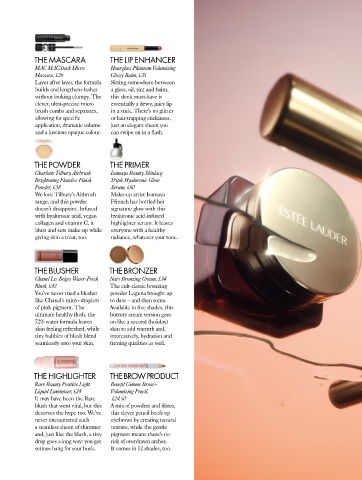 THE MASCARA
MAC MACStack Micro
Mascara, £28
Layer after layer, the formula
builds and lengthens lashes
without looking clumpy. The
clever, ultra-precise micro
brush combs and separates,
allowing for specific
application, dramatic volume
and a luscious opaque colour.
THE LIP ENHANCER
Hourglass Phantom Volumizing
Glossy Balm, £35
Sitting somewhere between
a gloss, oil, tint and balm,
this sleek must-have is
essentially a dewy, juicy lip
in a stick. There's no glitter
or hair-trapping stickiness,
just an elegant sheen you
can swipe on in a flash.
THE POWDER
Charlotte Tilbury Airbrush
Brightening Flawless Finish
Powder, £38
We love Tilbury's Airbrush
range, and this powder
doesn't disappoint. Infused
with hyaluronic acid, vegan
collagen and vitamin C, it
blurs and sets make-up while
giving skin a treat, too.
THE PRIMER
Isamaya Beauty Skinlacq
Triple Hyaluronic Glow
Serum, £60
Make-up artist Isamaya
Ffrench has bottled her
signature glow with this
hyaluronic acid-infused
highlighter serum. It leaves
everyone with a healthy
radiance, whatever your tone.
THE BLUSHER
Chanel Les Beiges Water-Fresh
Blush, £42
You've never tried a blusher
like Chanel's micro-droplets
of pink pigment. The
ultimate healthy flush, the
72% water formula leaves
skin feeling refreshed, while
tiny bubbles of blush blend
seamlessly onto your skin.
THE BRONZER
Nars Bronzing Cream, £34
The cult-classic bronzing
powder Laguna brought up
to date – and then some.
Available in five shades, this
buttery cream version goes
on like a second (holiday)
skin to add warmth and,
impressively, hydration and
firming qualities as well.
THE HIGHLIGHTER
Rare Beauty Positive Light
Liquid Luminizer, £24
It may have been the Rare
blush that went viral, but this
deserves the hype too. We've
never encountered such
a seamless sheen of shimmer
and, just like the blush, a tiny
drop goes a long way: you get
serious bang for your buck.
THE BROW PRODUCT
Benefit Gimme Brow+
Volumizing Pencil,
£24.50
A mix of powders and fibres,
this clever pencil beefs up
eyebrows by creating natural
texture, while the gentle
pigment means there's no
risk of overdrawn arches.
It comes in 12 shades, too.
ESTĒE LAUDER